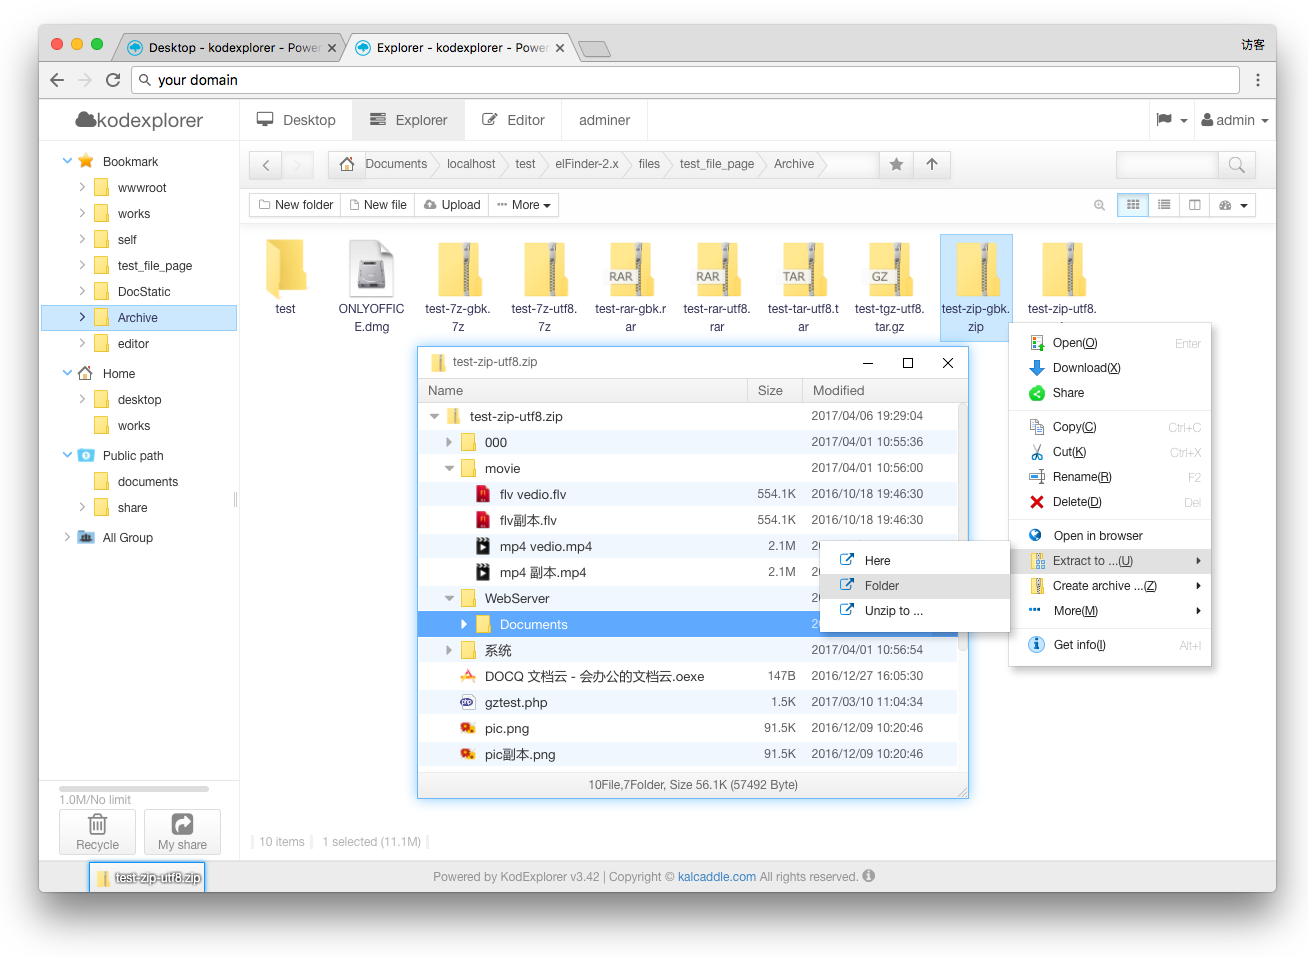 Desktop - kodexplorer - Power
Explorer - kodexplorer - Power
访客
your domain
kodexplorer
Desktop
Explorer
Editor
adminer
admin
Bookmark
wwwroot
works
self
test_file_page
DocStatic
Archive
editor
Home
desktop
works
Public path
documents
share
All Group
1.0M/No limit
Recycle
My share
Documents
localhost
test
elFinder-2.x
files
test_file_page
Archive
New folder
New file
Upload
More
test
ONLYOFFIC
E.dmg
test-7z-gbk.
7z
test-7z-utf8.
7z
RAR
test-rar-gbk.r
ar
RAR
test-rar-utf8.
rar
TAR
test-tar-utf8.t
ar
GZ
test-tgz-utf8.
tar.gz
test-zip-gbk.
zip
test-zip-utf8.
test-zip-utf8.zip
Name Size Modified
test-zip-utf8.zip 2017/04/06 19:29:04
000 2017/04/01 10:55:36
movie 2017/04/01 10:56:00
flv vedio.flv 554.1K 2016/10/18 19:46:30
flv副本.flv 554.1K 2016/10/18 19:46:30
mp4 vedio.mp4 2.1M
mp4 副本.mp4 2.1M
WebServer
Documents
系统 2017/04/01 10:56:54
DOCQ 文档云 - 会办公的文档云.oexe 147B 2016/12/27 16:05:30
php gztest.php 1.5K 2017/03/10 11:04:34
pic.png 91.5K 2016/12/09 10:20:46
pic副本.png 91.5K 2016/12/09 10:20:46
10File,7Folder, Size 56.1K (57492 Byte)
Open(O) Enter
Download(X)
Share
Copy(C) Ctrl+C
Cut(K) Ctrl+X
Rename(R) F2
Delete(D) Del
Open in browser
Extract to ...(U)
Create archive ...(Z)
More(M)
Get info(I) Alt+I
Here
Folder
Unzip to ...
10 items
1 selected (11.1M)
test-zip-utf8.zip
Powered by KodExplorer v3.42 | Copyright © kalcaddle.com All rights reserved.